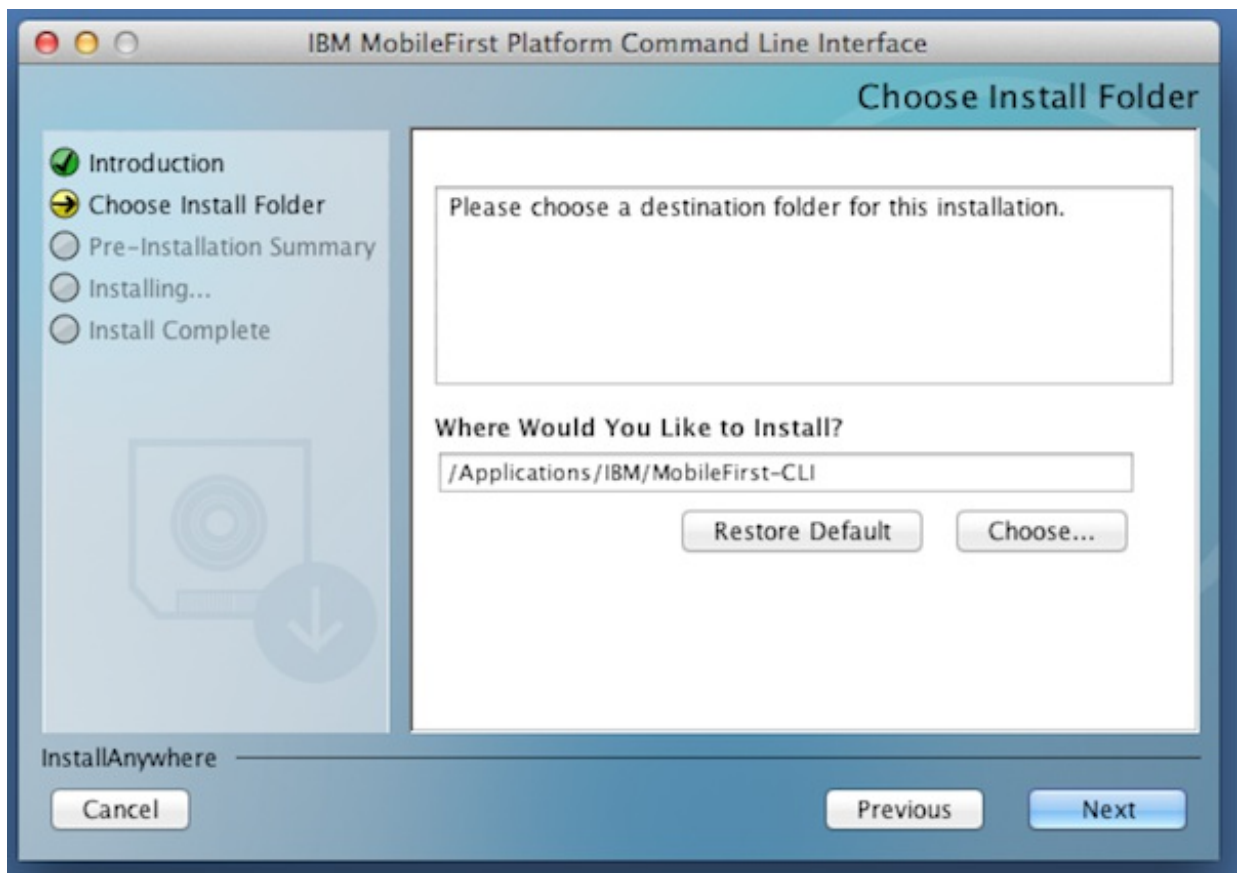 IBM MobileFirst Platform Command Line Interface
Choose Install Folder
Introduction
Choose Install Folder
Pre-Installation Summary
Installing...
Install Complete
Please choose a destination folder for this installation.
Where Would You Like to Install?
/Applications/IBM/MobileFirst-CLI
Restore Default
Choose...
InstallAnywhere
Cancel
Previous
Next